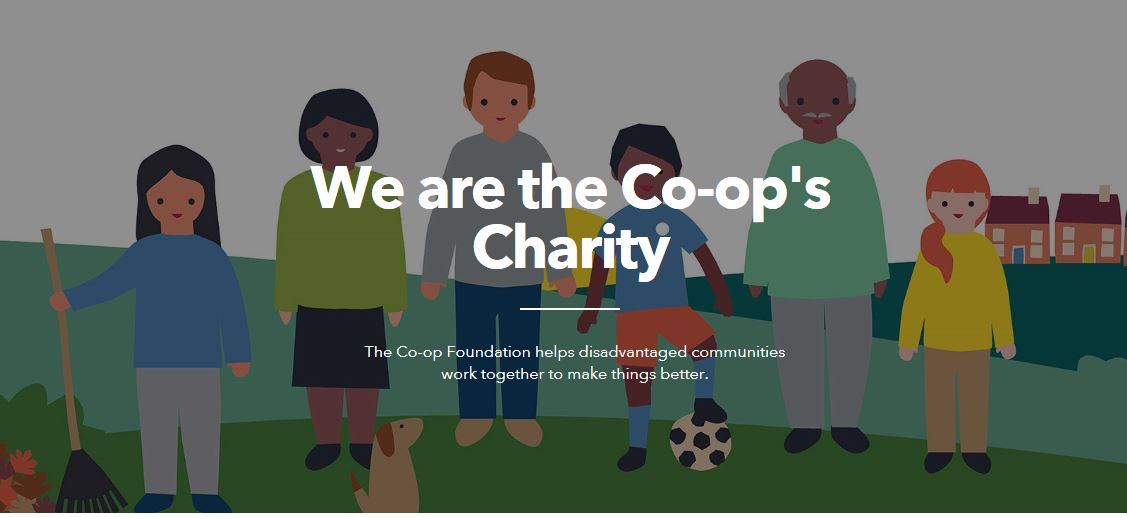 We are the Co-op's
Charity
The Co-op Foundation helps disadvantaged communities
work together to make things better.